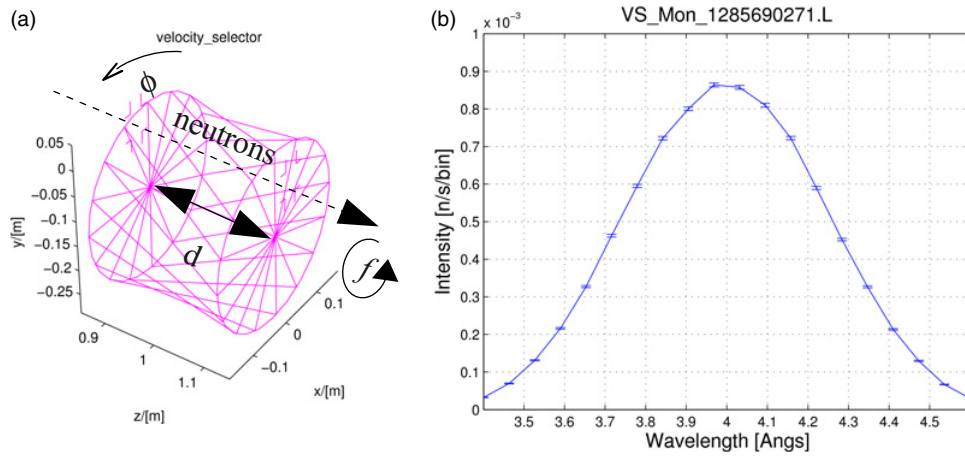 (a)
velocity_selector
ϕ
neutrons
d
f
0.05
0
−0.05
−0.1
−0.15
−0.2
−0.25
y/[m]
0.9
1
1.1
z/[m]
−0.1
0
0.1
x/[m]
(b)
VS_Mon_1285690271.L
x 10⁻³
1
0.9
0.8
0.7
0.6
0.5
0.4
0.3
0.2
0.1
0
Intensity [n/s/bin]
3.5 3.6 3.7 3.8 3.9 4 4.1 4.2 4.3 4.4 4.5
Wavelength [Angs]